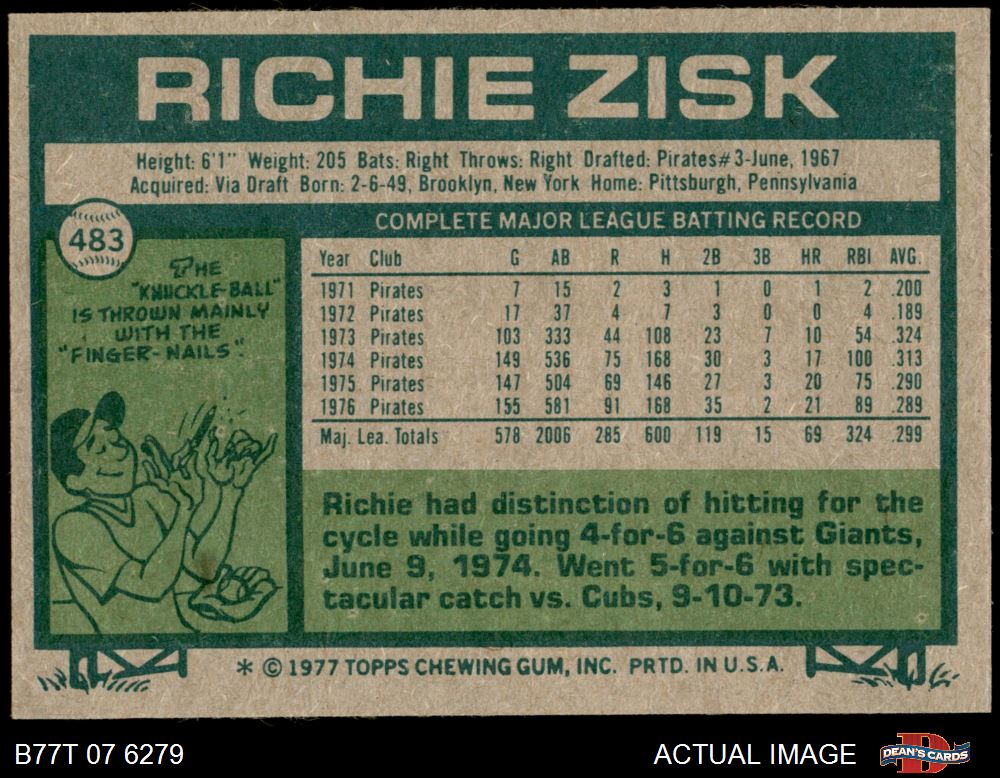 RICHIE ZISK
Height: 6'1" Weight: 205 Bats: Right Throws: Right Drafted: Pirates#3-June, 1967
Acquired: Via Draft Born: 2-6-49, Brooklyn, New York Home: Pittsburgh, Pennsylvania
483
THE
"KNUCKLE-BALL"
IS THROWN MAINLY
WITH THE
"FINGER-NAILS".
COMPLETE MAJOR LEAGUE BATTING RECORD
Year Club G AB R H 2B 3B HR RBI AVG.
1971 Pirates 7 15 2 3 1 0 1 2 .200
1972 Pirates 17 37 4 7 3 0 0 4 .189
1973 Pirates 103 333 44 108 23 7 10 54 .324
1974 Pirates 149 536 75 168 30 3 17 100 .313
1975 Pirates 147 504 69 146 27 3 20 75 .290
1976 Pirates 155 581 91 168 35 2 21 89 .289
Maj. Lea. Totals 578 2006 285 600 119 15 69 324 .299
Richie had distinction of hitting for the
cycle while going 4-for-6 against Giants,
June 9, 1974. Went 5-for-6 with spec-
tacular catch vs. Cubs, 9-10-73.
* © 1977 TOPPS CHEWING GUM, INC. PRTD. IN U.S.A.
B77T 07 6279
ACTUAL IMAGE
D
DEAN'S CARDS